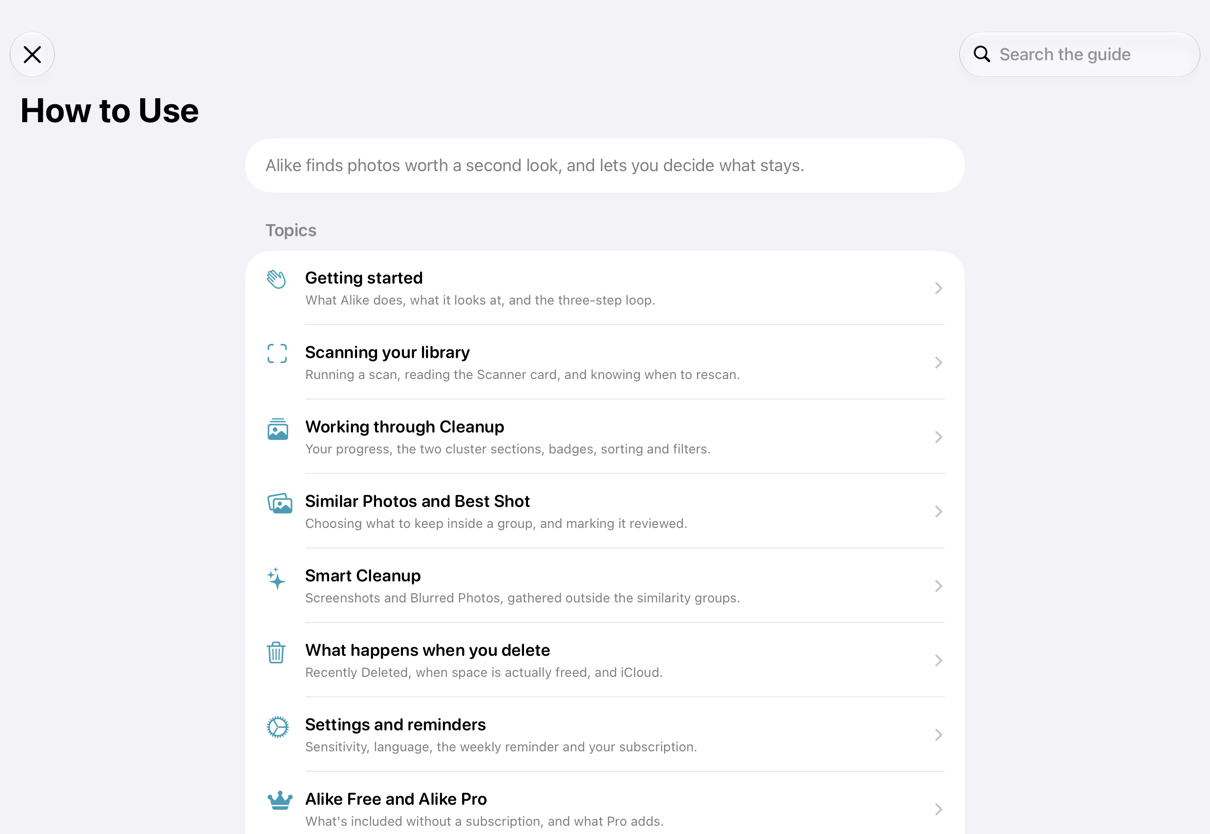 Search the guide
How to Use
Alike finds photos worth a second look, and lets you decide what stays.
Topics
Getting started
What Alike does, what it looks at, and the three-step loop.
Scanning your library
Running a scan, reading the Scanner card, and knowing when to rescan.
Working through Cleanup
Your progress, the two cluster sections, badges, sorting and filters.
Similar Photos and Best Shot
Choosing what to keep inside a group, and marking it reviewed.
Smart Cleanup
Screenshots and Blurred Photos, gathered outside the similarity groups.
What happens when you delete
Recently Deleted, when space is actually freed, and iCloud.
Settings and reminders
Sensitivity, language, the weekly reminder and your subscription.
Alike Free and Alike Pro
What's included without a subscription, and what Pro adds.